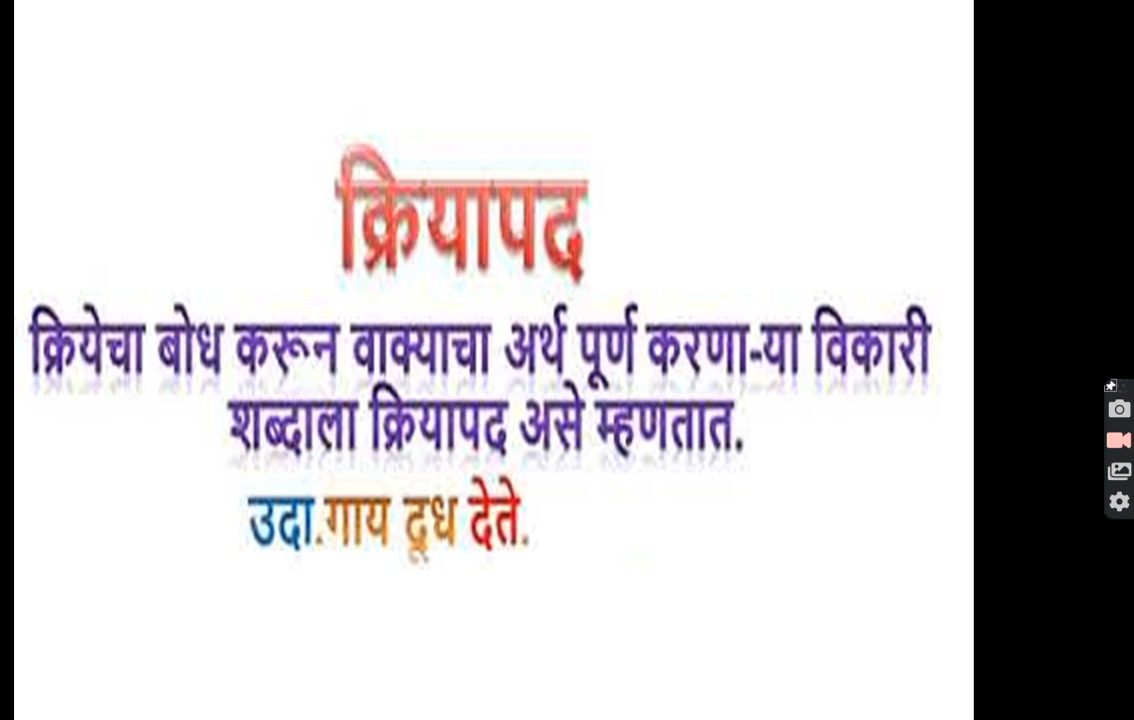 क्रियापद
क्रियेचा बोध करून वाक्याचा अर्थ पूर्ण करणा-या विकारी
शब्दाला क्रियापद असे म्हणतात.
उदा.गाय दूध देते.